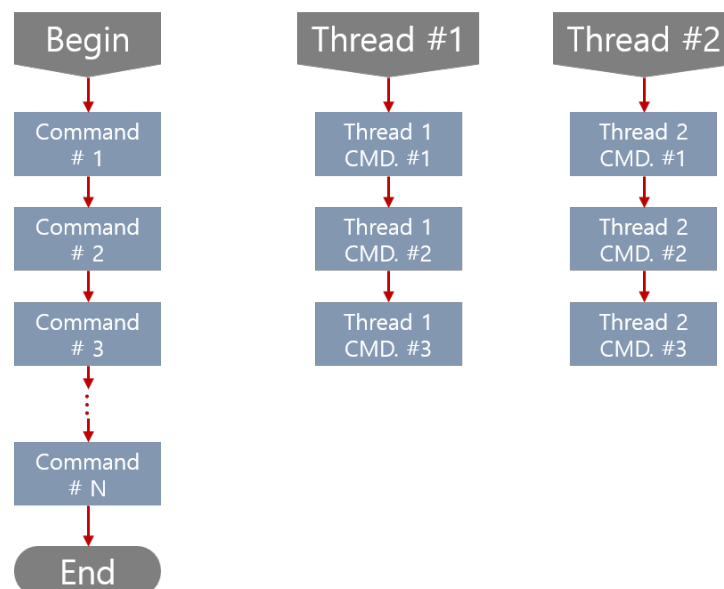 Begin
Command
# 1
Command
# 2
Command
# 3
Command
# N
End
Thread #1
Thread 1
CMD. #1
Thread 1
CMD. #2
Thread 1
CMD. #3
Thread #2
Thread 2
CMD. #1
Thread 2
CMD. #2
Thread 2
CMD. #3